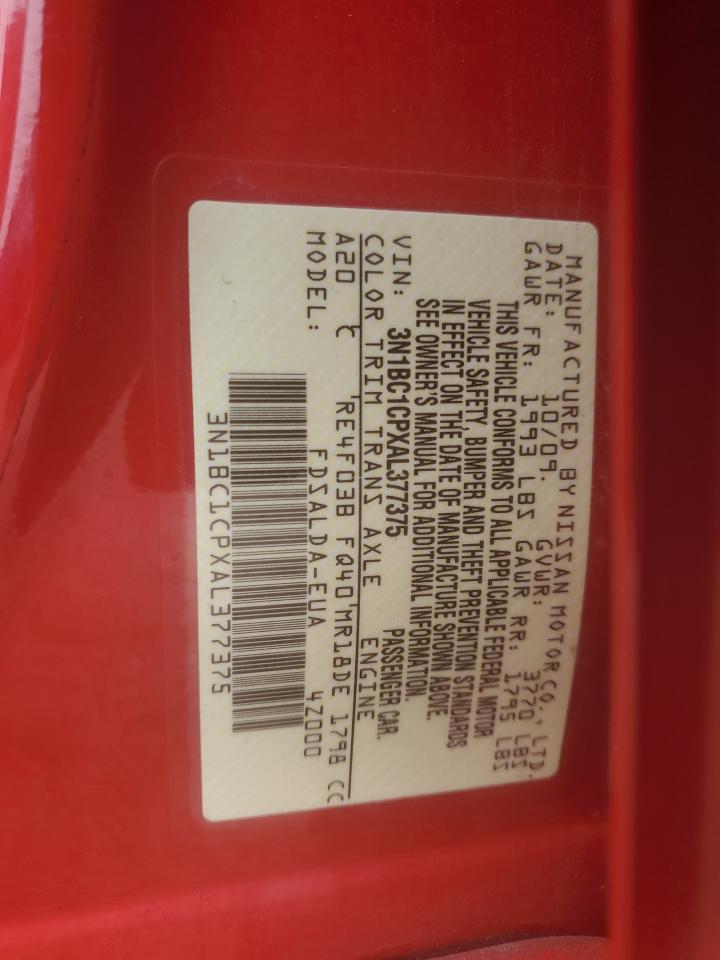 MANUFACTURED BY NISSAN MOTOR CO., LTD.
DATE: 10/09. GVWR: 3770 LBS
GAWR FR: 1993 LBS GAWR RR: 1795 LBS
THIS VEHICLE CONFORMS TO ALL APPLICABLE FEDERAL MOTOR
VEHICLE SAFETY, BUMPER AND THEFT PREVENTION STANDARDS
IN EFFECT ON THE DATE OF MANUFACTURE SHOWN ABOVE.
SEE OWNER'S MANUAL FOR ADDITIONAL INFORMATION.
VIN: 3N1BC1CPXAL377375 PASSENGER CAR.
COLOR TRIM TRANS AXLE ENGINE
A20 C RE4F03B FQ40 MR18DE 1798 CC
MODEL: FDSALDA-EUA 4Z000
3N1BC1CPXAL377375